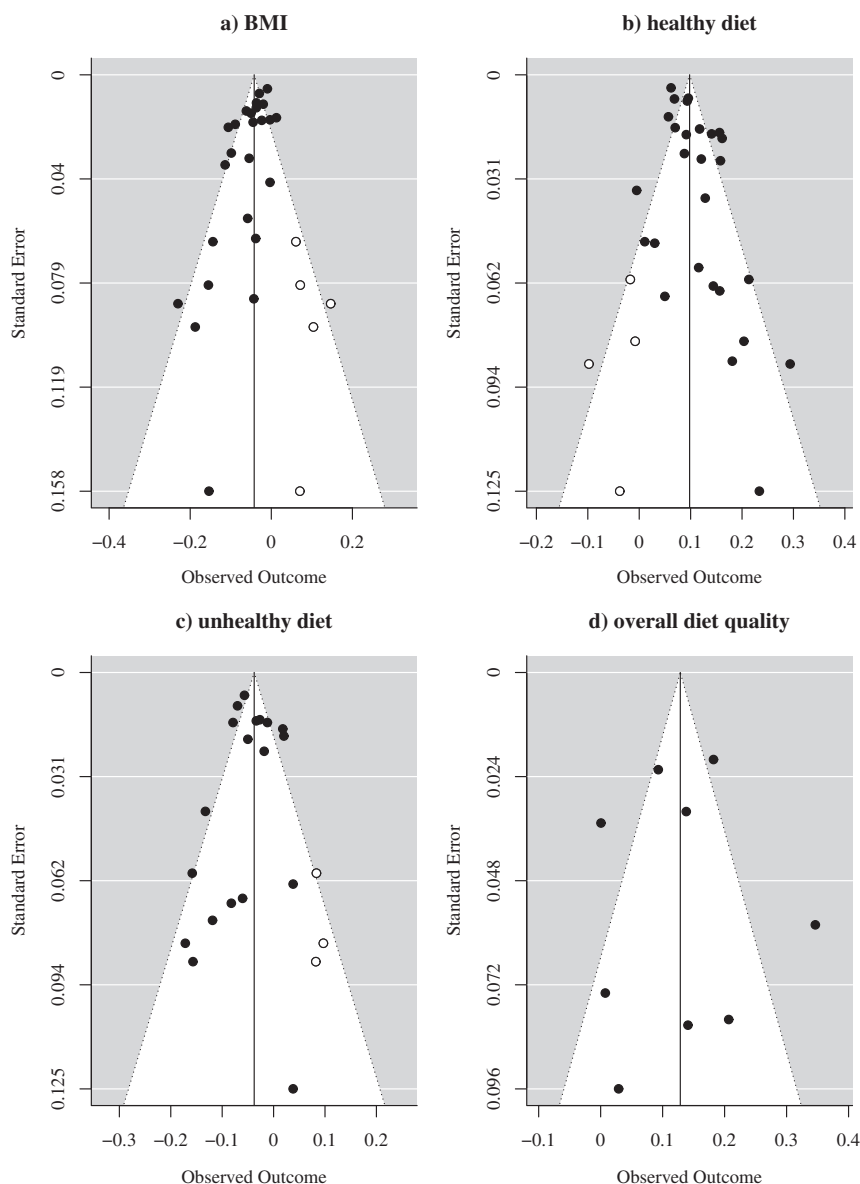 a) BMI
0
0.04
0.079
0.119
0.158
Standard Error
−0.4 −0.2 0 0.2
Observed Outcome
b) healthy diet
0
0.031
0.062
0.094
0.125
Standard Error
−0.2 −0.1 0 0.1 0.2 0.3 0.4
Observed Outcome
c) unhealthy diet
0
0.031
0.062
0.094
0.125
Standard Error
−0.3 −0.2 −0.1 0 0.1 0.2
Observed Outcome
d) overall diet quality
0
0.024
0.048
0.072
0.096
Standard Error
−0.1 0 0.1 0.2 0.3 0.4
Observed Outcome